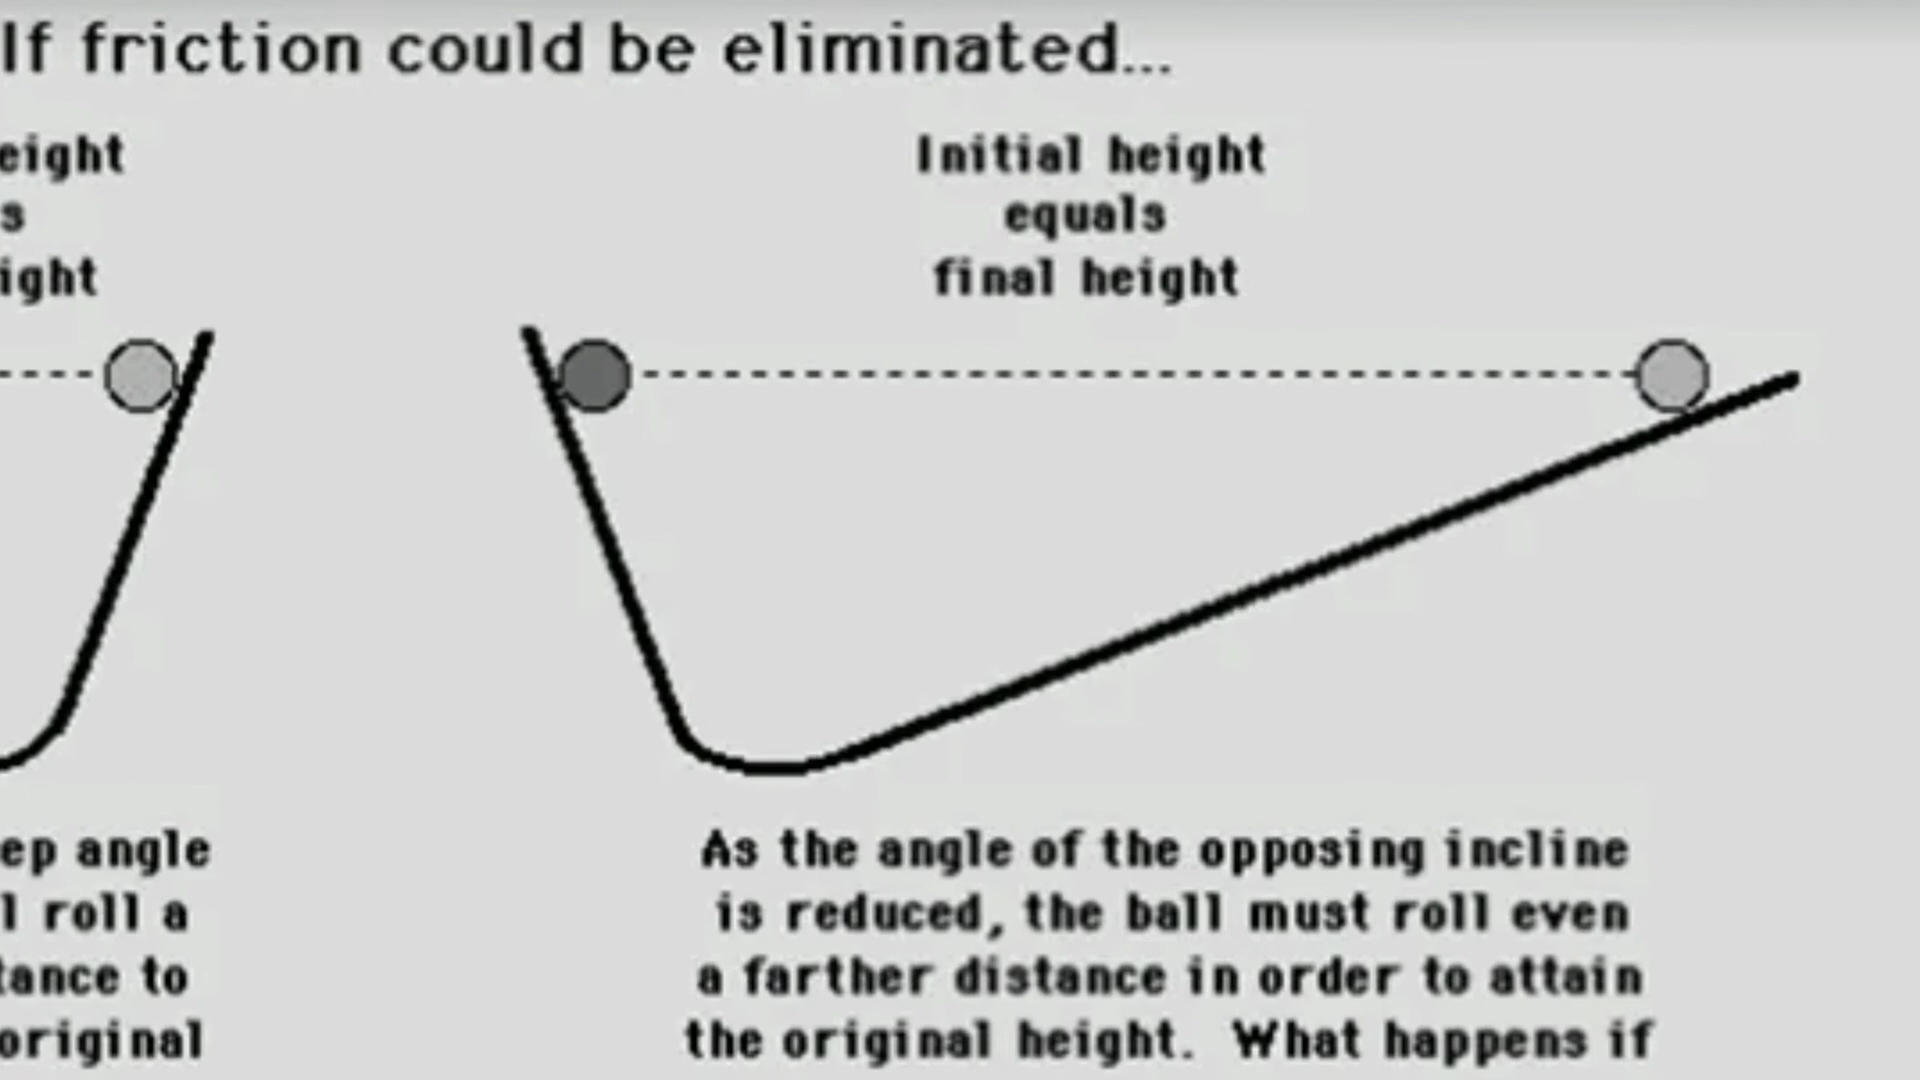 If friction could be eliminated...
eight
s
ight
Initial height
equals
final height
ep angle
l roll a
tance to
original
As the angle of the opposing incline
is reduced, the ball must roll even
a farther distance in order to attain
the original height. What happens if